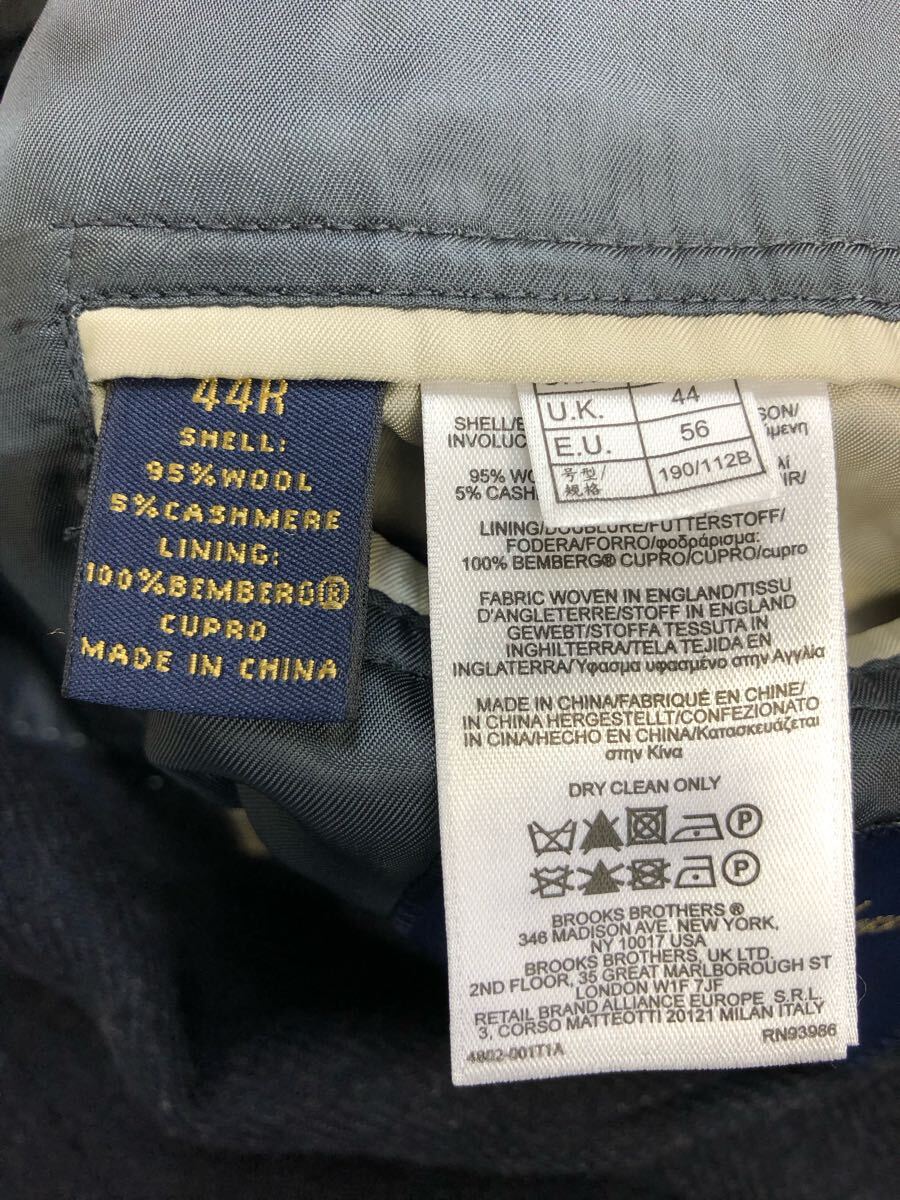 44R
SHELL:
95%WOOL
5%CASHMERE
LINING:
100%BEMBERG®
CUPRO
MADE IN CHINA
44
U.K. 44
E.U. 56
号型/
规格 190/112B
SHELL/
INVOLUC
95% WO
5% CASH
LINING/DOUBLURE/FUTTERSTOFF/
FODERA/FORRO/φοδράρισμα:
100% BEMBERG® CUPRO/CUPRO/cupro
FABRIC WOVEN IN ENGLAND/TISSU
D'ANGLETERRE/STOFF IN ENGLAND
GEWEBT/STOFFA TESSUTA IN
INGHILTERRA/TELA TEJIDA EN
INGLATERRA/Υφασμα υφασμένο στην Αγγλία
MADE IN CHINA/FABRIQUÉ EN CHINE/
IN CHINA HERGESTELLT/CONFEZIONATO
IN CINA/HECHO EN CHINA/Κατασκευάζεται
στην Κίνα
DRY CLEAN ONLY
P
P
BROOKS BROTHERS ®
346 MADISON AVE. NEW YORK,
NY 10017 USA
BROOKS BROTHERS, UK LTD.
2ND FLOOR, 35 GREAT MARLBOROUGH ST
LONDON W1F 7JF
RETAIL BRAND ALLIANCE EUROPE, S.R.L.
3, CORSO MATTEOTTI 20121 MILAN ITALY
RN93986
4802-001T1A